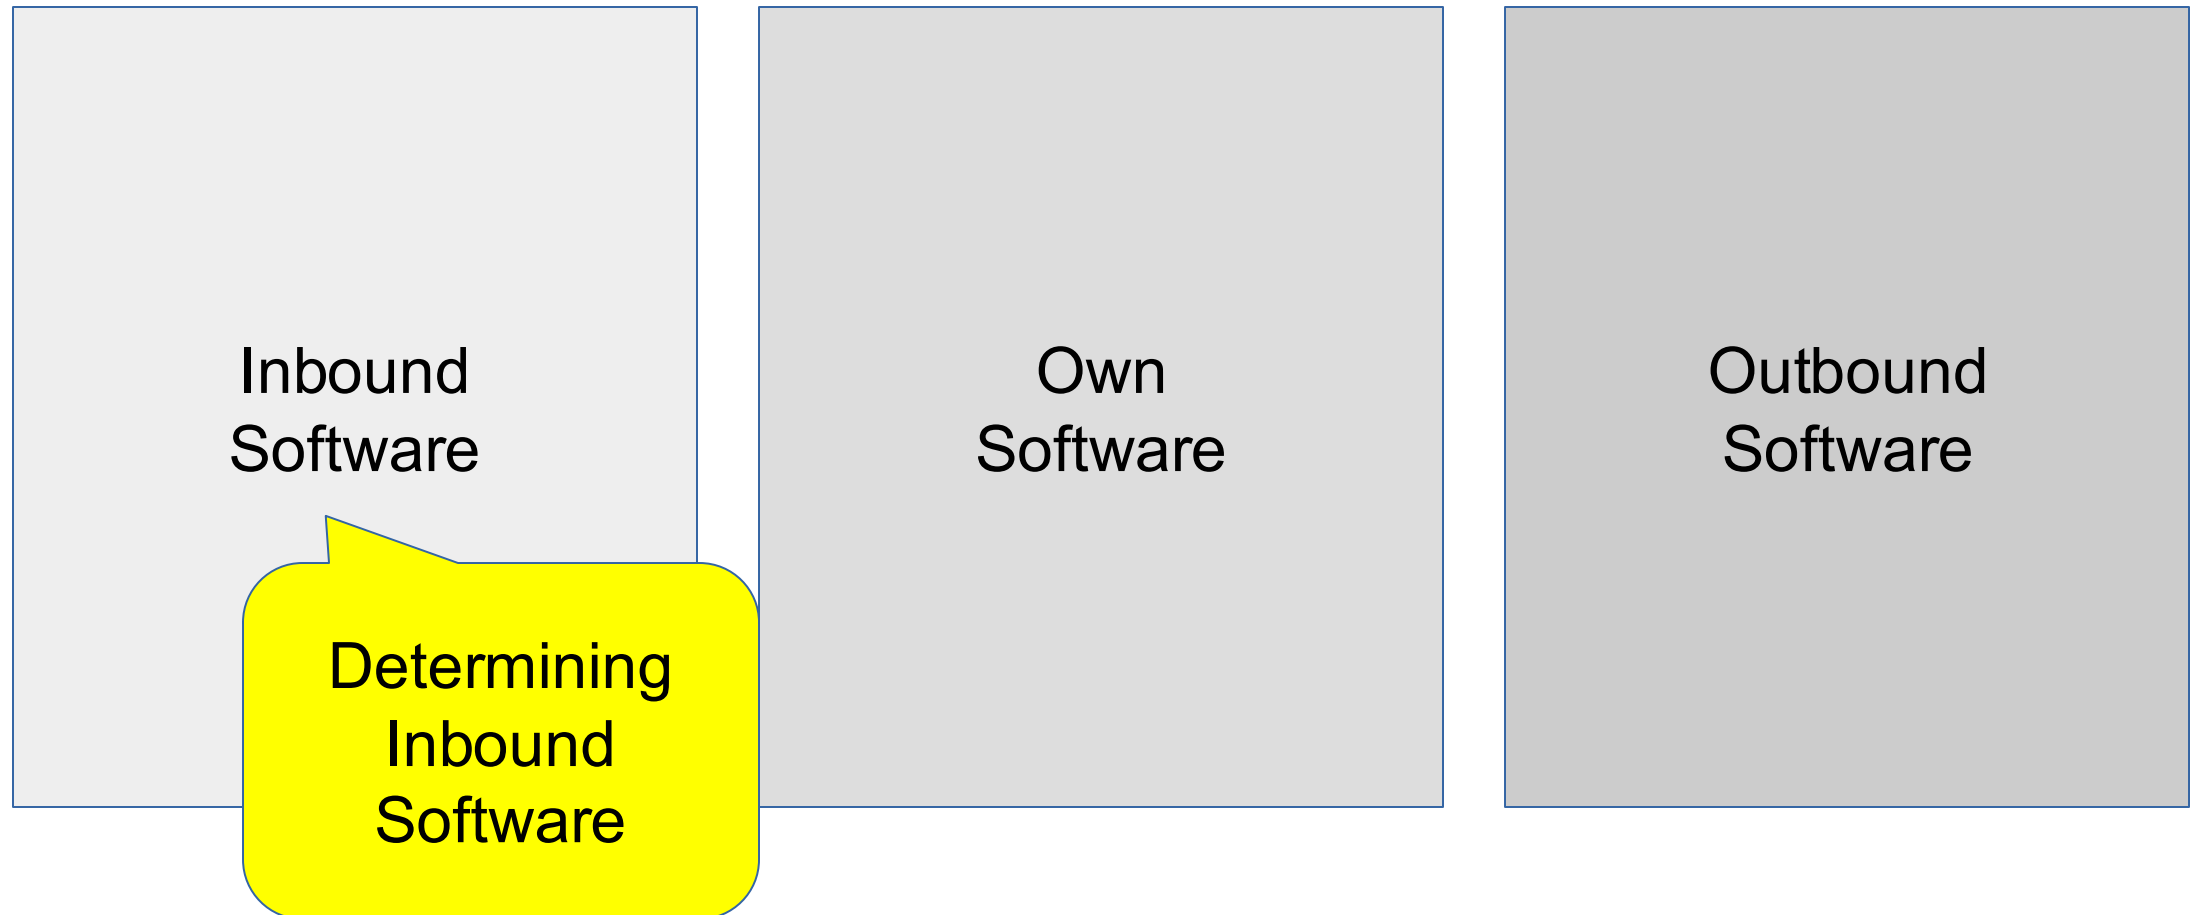 Inbound
Software
Own
Software
Outbound
Software
Determining
Inbound
Software